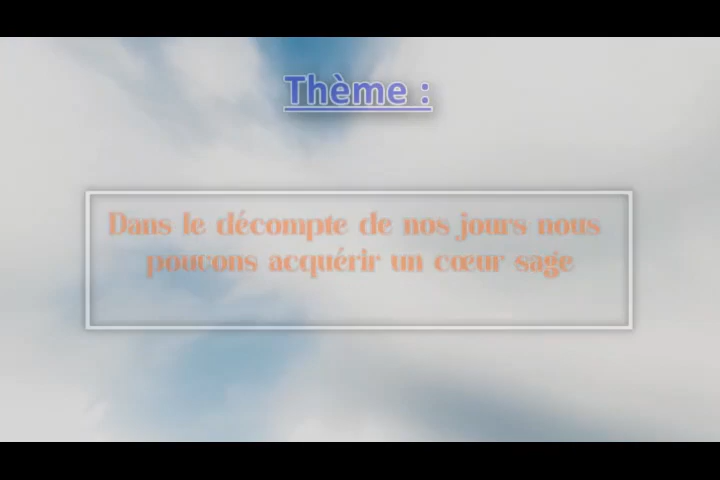 Thème :
Dans le décompte de nos jours nous
pouvons acquérir un cœur sage